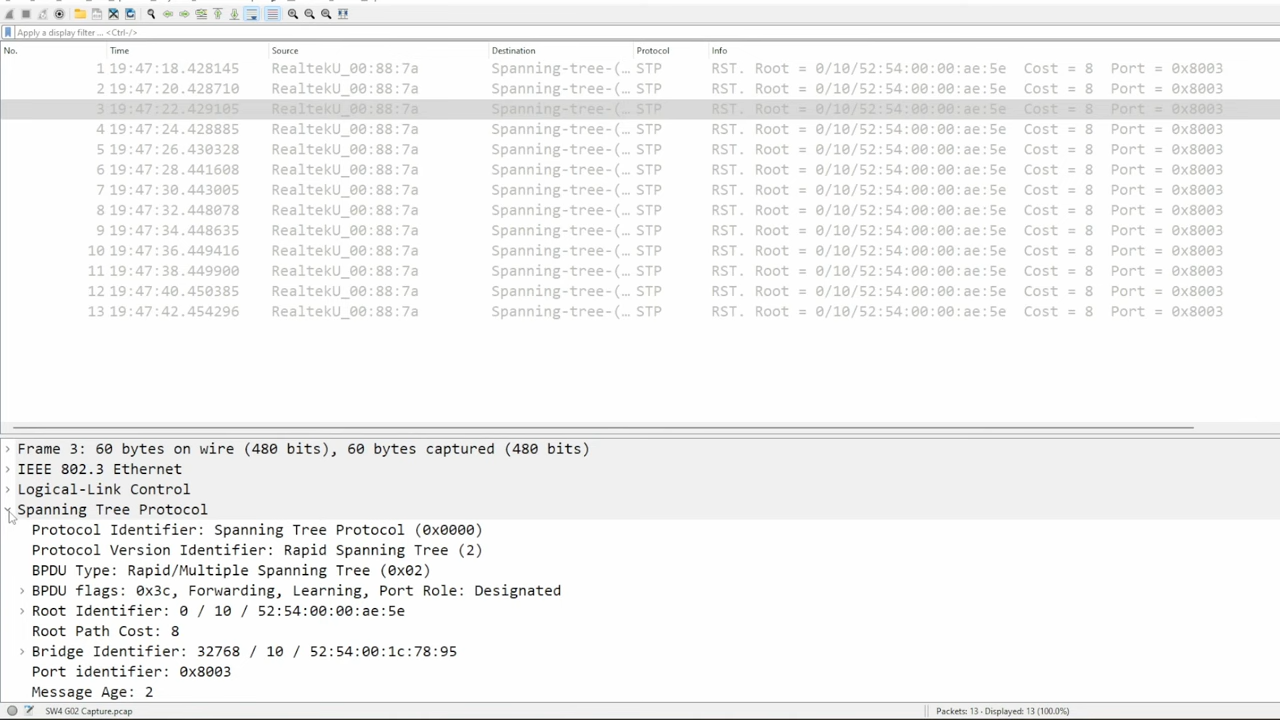 Apply a display filter ... <Ctrl-/>
No. Time Source Destination Protocol Info
1 19:47:18.428145 RealtekU_00:88:7a Spanning-tree-(… STP RST. Root = 0/10/52:54:00:00:ae:5e Cost = 8 Port = 0x8003
2 19:47:20.428710 RealtekU_00:88:7a Spanning-tree-(… STP RST. Root = 0/10/52:54:00:00:ae:5e Cost = 8 Port = 0x8003
3 19:47:22.429105 RealtekU_00:88:7a Spanning-tree-(… STP RST. Root = 0/10/52:54:00:00:ae:5e Cost = 8 Port = 0x8003
4 19:47:24.428885 RealtekU_00:88:7a Spanning-tree-(… STP RST. Root = 0/10/52:54:00:00:ae:5e Cost = 8 Port = 0x8003
5 19:47:26.430328 RealtekU_00:88:7a Spanning-tree-(… STP RST. Root = 0/10/52:54:00:00:ae:5e Cost = 8 Port = 0x8003
6 19:47:28.441608 RealtekU_00:88:7a Spanning-tree-(… STP RST. Root = 0/10/52:54:00:00:ae:5e Cost = 8 Port = 0x8003
7 19:47:30.443005 RealtekU_00:88:7a Spanning-tree-(… STP RST. Root = 0/10/52:54:00:00:ae:5e Cost = 8 Port = 0x8003
8 19:47:32.448078 RealtekU_00:88:7a Spanning-tree-(… STP RST. Root = 0/10/52:54:00:00:ae:5e Cost = 8 Port = 0x8003
9 19:47:34.448635 RealtekU_00:88:7a Spanning-tree-(… STP RST. Root = 0/10/52:54:00:00:ae:5e Cost = 8 Port = 0x8003
10 19:47:36.449416 RealtekU_00:88:7a Spanning-tree-(… STP RST. Root = 0/10/52:54:00:00:ae:5e Cost = 8 Port = 0x8003
11 19:47:38.449900 RealtekU_00:88:7a Spanning-tree-(… STP RST. Root = 0/10/52:54:00:00:ae:5e Cost = 8 Port = 0x8003
12 19:47:40.450385 RealtekU_00:88:7a Spanning-tree-(… STP RST. Root = 0/10/52:54:00:00:ae:5e Cost = 8 Port = 0x8003
13 19:47:42.454296 RealtekU_00:88:7a Spanning-tree-(… STP RST. Root = 0/10/52:54:00:00:ae:5e Cost = 8 Port = 0x8003
Frame 3: 60 bytes on wire (480 bits), 60 bytes captured (480 bits)
IEEE 802.3 Ethernet
Logical-Link Control
Spanning Tree Protocol
Protocol Identifier: Spanning Tree Protocol (0x0000)
Protocol Version Identifier: Rapid Spanning Tree (2)
BPDU Type: Rapid/Multiple Spanning Tree (0x02)
BPDU flags: 0x3c, Forwarding, Learning, Port Role: Designated
Root Identifier: 0 / 10 / 52:54:00:00:ae:5e
Root Path Cost: 8
Bridge Identifier: 32768 / 10 / 52:54:00:1c:78:95
Port identifier: 0x8003
Message Age: 2
SW4 G02 Capture.pcap
Packets: 13 · Displayed: 13 (100.0%)